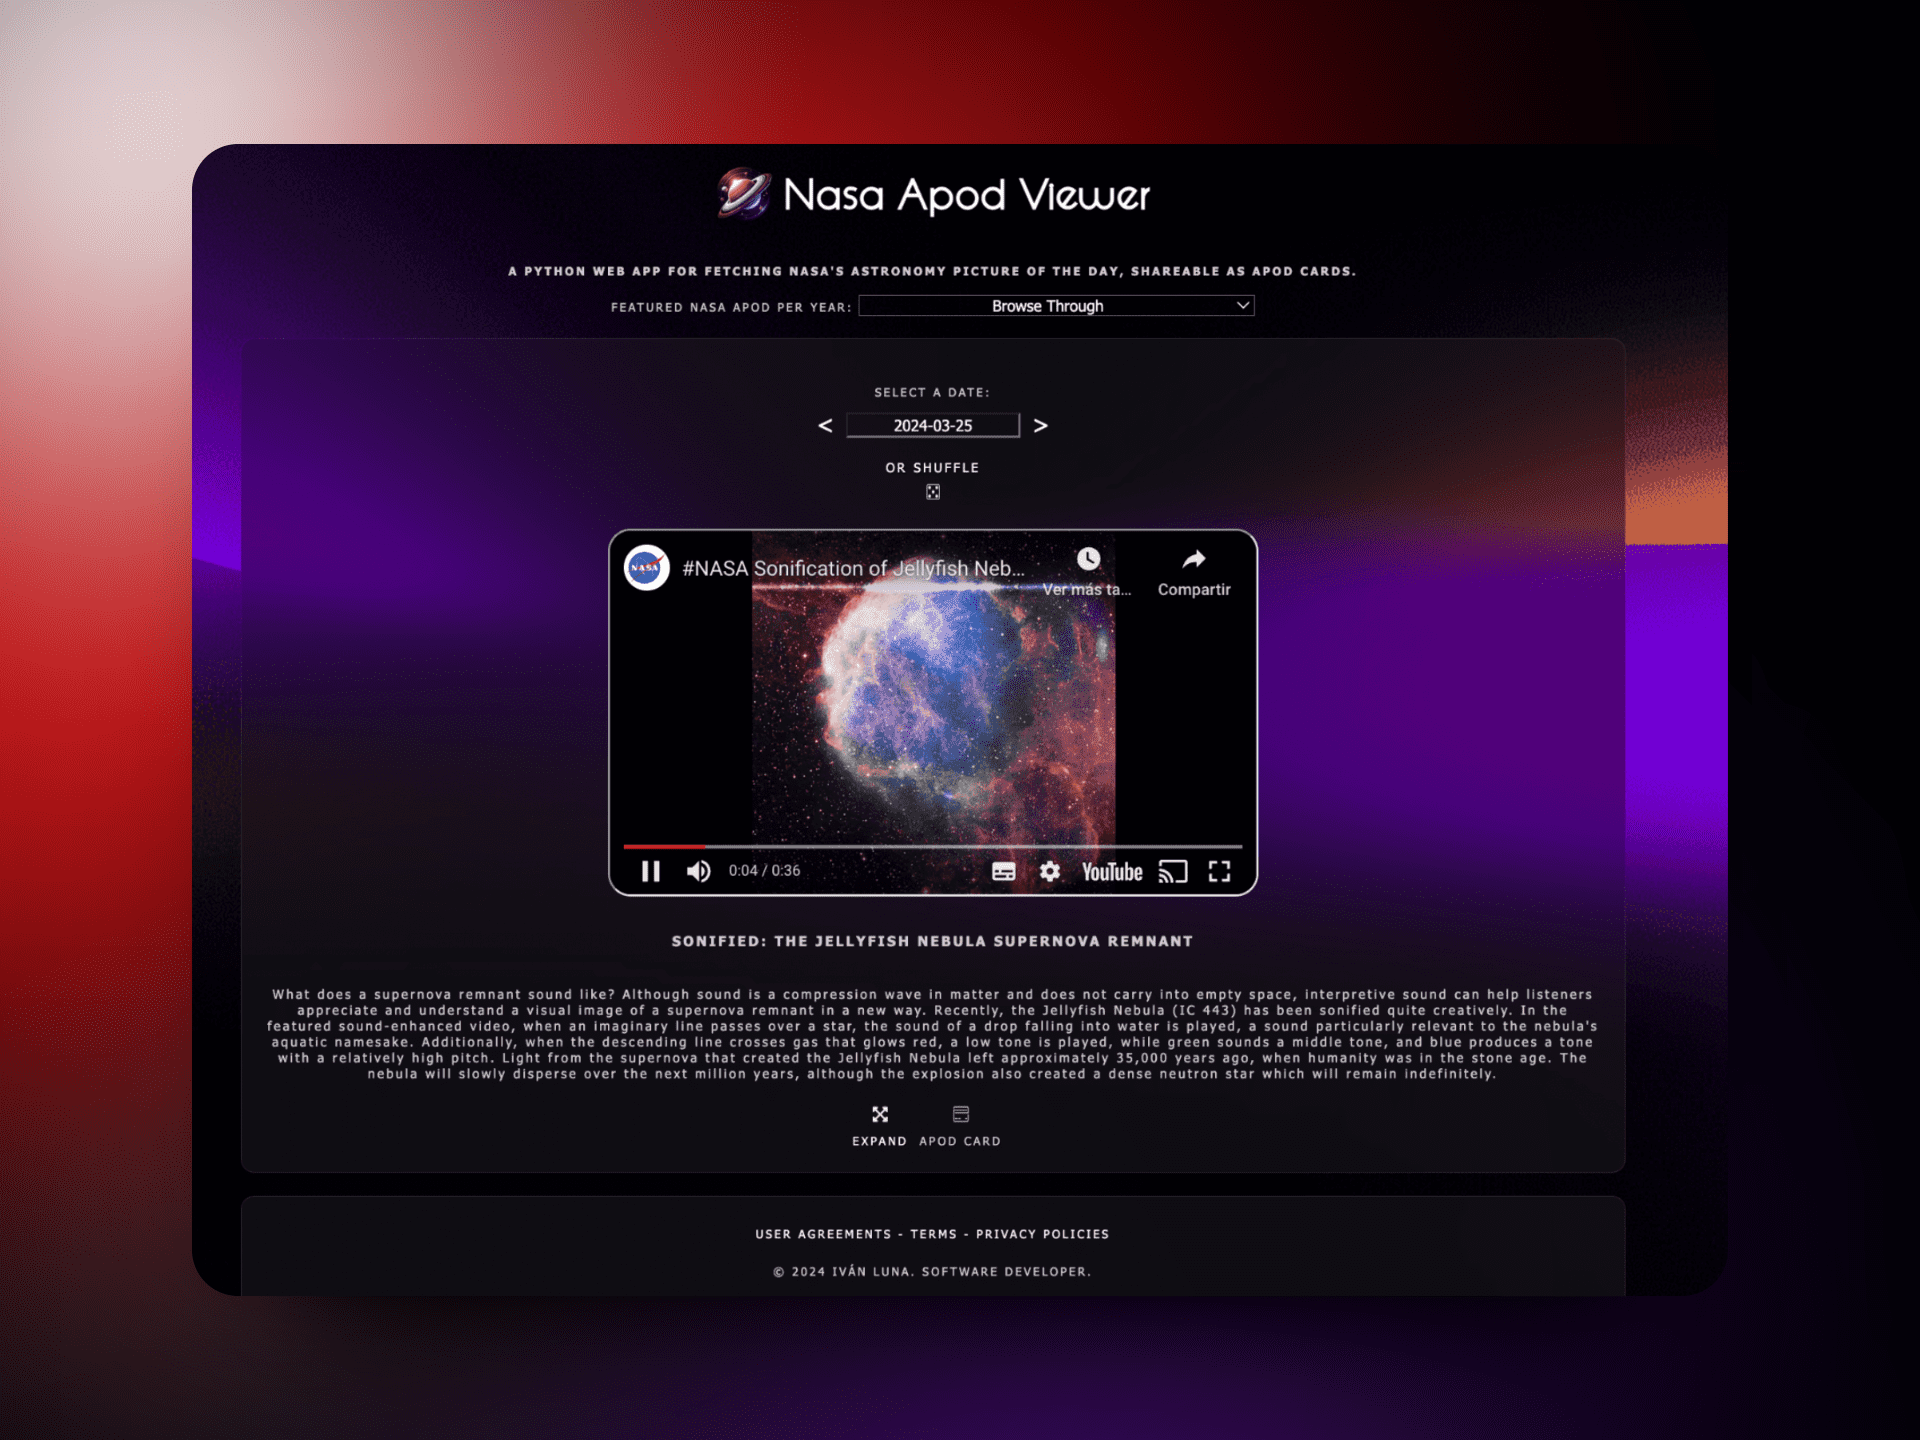 Nasa Apod Viewer
A PYTHON WEB APP FOR FETCHING NASA'S ASTRONOMY PICTURE OF THE DAY, SHAREABLE AS APOD CARDS.
FEATURED NASA APOD PER YEAR: Browse Through
SELECT A DATE:
< 2024-03-25 >
OR SHUFFLE
NASA #NASA Sonification of Jellyfish Neb...
Ver más ta... Compartir
0:04 / 0:36 YouTube
SONIFIED: THE JELLYFISH NEBULA SUPERNOVA REMNANT
What does a supernova remnant sound like? Although sound is a compression wave in matter and does not carry into empty space, interpretive sound can help listeners
appreciate and understand a visual image of a supernova remnant in a new way. Recently, the Jellyfish Nebula (IC 443) has been sonified quite creatively. In the
featured sound-enhanced video, when an imaginary line passes over a star, the sound of a drop falling into water is played, a sound particularly relevant to the nebula's
aquatic namesake. Additionally, when the descending line crosses gas that glows red, a low tone is played, while green sounds a middle tone, and blue produces a tone
with a relatively high pitch. Light from the supernova that created the Jellyfish Nebula left approximately 35,000 years ago, when humanity was in the stone age. The
nebula will slowly disperse over the next million years, although the explosion also created a dense neutron star which will remain indefinitely.
EXPAND APOD CARD
USER AGREEMENTS - TERMS - PRIVACY POLICIES
© 2024 IVÁN LUNA. SOFTWARE DEVELOPER.